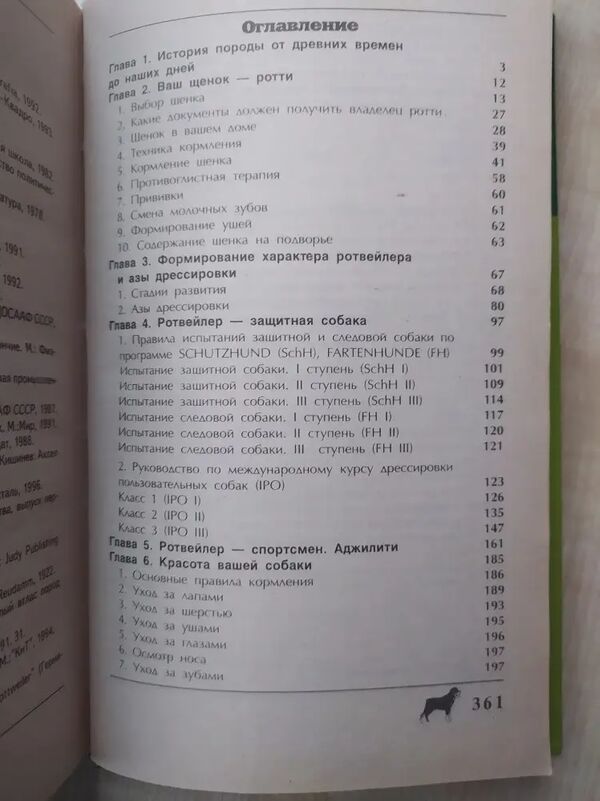 Оглавление
Глава 1. История породы от древних времен
до наших дней 3
Глава 2. Ваш щенок — ротти 12
1. Выбор щенка 13
2. Какие документы должен получить владелец ротти 27
3. Щенок в вашем доме 28
4. Техника кормления 39
5. Кормление щенка 41
6. Противоглистная терапия 58
7. Прививки 60
8. Смена молочных зубов 61
9. Формирование ушей 62
10. Содержание щенка на подворье 63
Глава 3. Формирование характера ротвейлера
и азы дрессировки 67
1. Стадии развития 68
2. Азы дрессировки 80
Глава 4. Ротвейлер — защитная собака 97
1. Правила испытаний защитной и следовой собаки по
программе SCHUTZHUND (SchH), FARTENHUNDE (FH) 99
Испытание защитной собаки. I ступень (SchH I) 101
Испытание защитной собаки. II ступень (SchH II) 109
Испытание защитной собаки. III ступень (SchH III) 114
Испытание следовой собаки. I ступень (FH I) 117
Испытание следовой собаки. II ступень (FH II) 120
Испытание следовой собаки. III ступень (FH III) 121
2. Руководство по международному курсу дрессировки
пользовательных собак (IPO) 123
Класс 1 (IPO I) 126
Класс 2 (IPO II) 135
Класс 3 (IPO III) 147
Глава 5. Ротвейлер — спортсмен. Аджилити 161
Глава 6. Красота вашей собаки 185
1. Основные правила кормления 186
2. Уход за лапами 189
3. Уход за шерстью 193
4. Уход за ушами 195
5. Уход за глазами 196
6. Осмотр носа 197
7. Уход за зубами 197
361